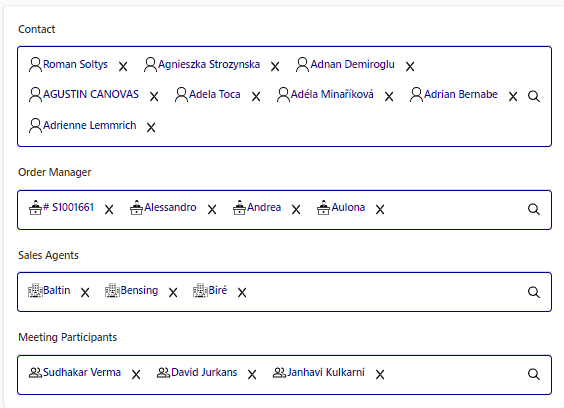 Contact
Roman Soltys Agnieszka Strozynska Adnan Demiroglu
AGUSTIN CANOVAS Adela Toca Adéla Minaříková Adrian Bernabe
Adrienne Lemmrich
Order Manager
# S1001661 Alessandro Andrea Aulona
Sales Agents
Baltin Bensing Biré
Meeting Participants
Sudhakar Verma David Jurkans Janhavi Kulkarni